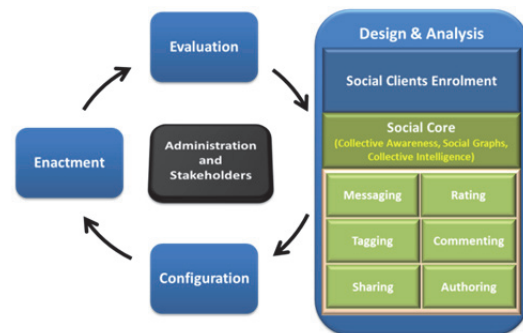 Evaluation
Design & Analysis
Social Clients Enrolment
Social Core
(Collective Awareness, Social Graphs,
Collective Intelligence)
Enactment
Administration
and
Stakeholders
Messaging
Rating
Tagging
Commenting
Configuration
Sharing
Authoring